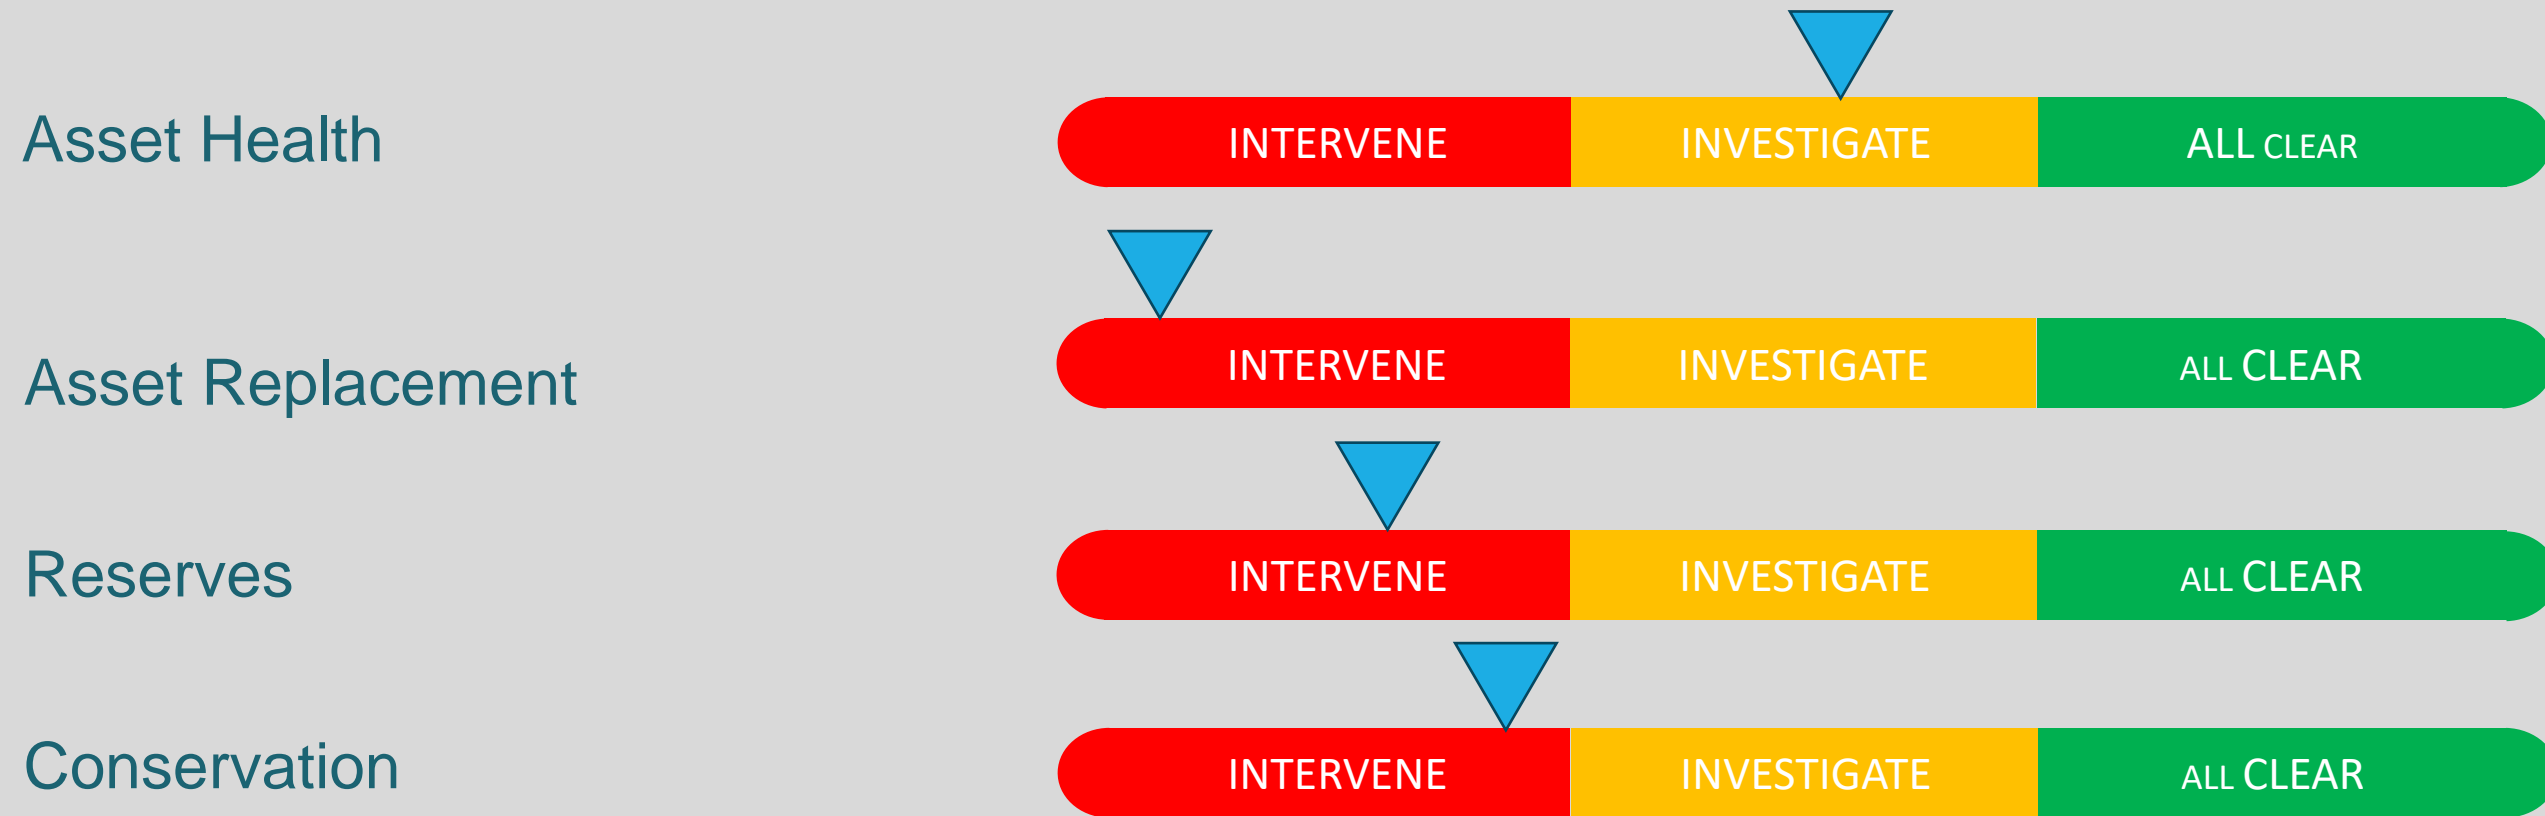 Asset Health INTERVENE INVESTIGATE ALL CLEAR
Asset Replacement INTERVENE INVESTIGATE ALL CLEAR
Reserves INTERVENE INVESTIGATE ALL CLEAR
Conservation INTERVENE INVESTIGATE ALL CLEAR